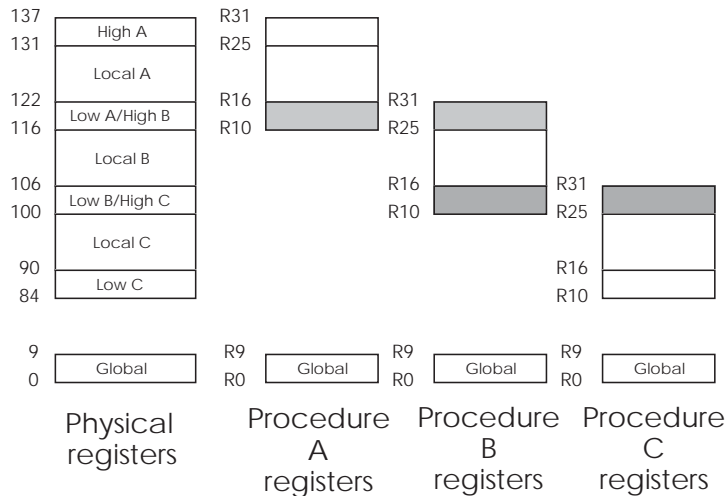 137 R31
High A
131 R25
Local A
122 R16 R31
Low A/High B
116 R10 R25
Local B
106 R16 R31
Low B/High C
100 R10 R25
Local C
90 R16
Low C
84 R10
9 R9 R9 R9
Global Global Global Global
0 R0 R0 R0
Physical registers
Procedure A registers
Procedure B registers
Procedure C registers